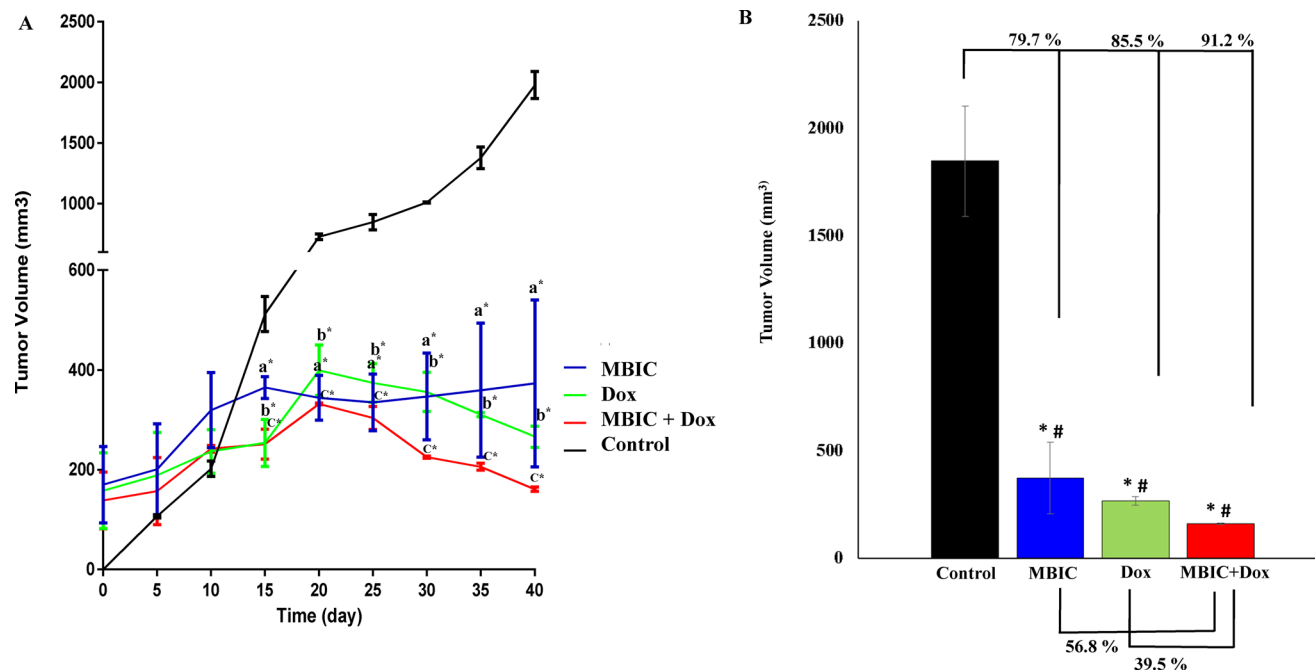 A
2500
2000
1500
1000
600
400
200
0
Tumor Volume (mm3)
a*
b*
C*
b*
a*
C*
b*
a*
C*
a*
b*
C*
a*
b*
C*
a*
b*
C*
0 5 10 15 20 25 30 35 40
Time (day)
MBIC
Dox
MBIC + Dox
Control
B
2500
2000
1500
1000
500
0
Tumor Volume (mm³)
79.7 % 85.5 % 91.2 %
* # * # * #
Control MBIC Dox MBIC+Dox
56.8 %
39.5 %